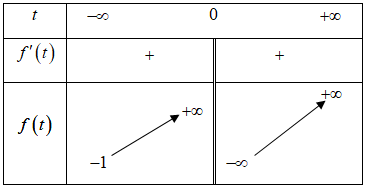 t −∞ 0 +∞
f′(t) + +
+∞ +∞
f(t)
−1 −∞